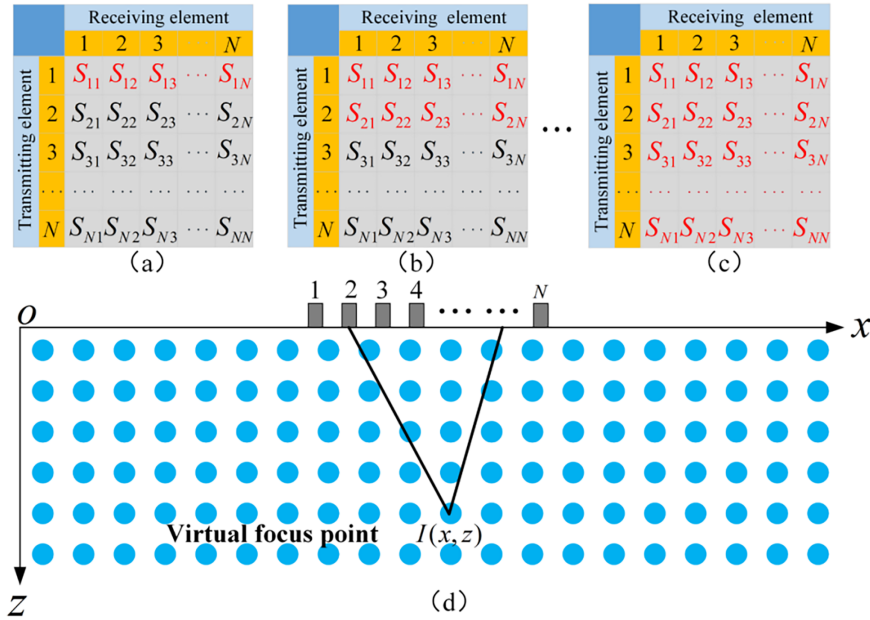 Receiving element
1 2 3 N
Transmitting element
1 S11 S12 S13 ··· S1N
2 S21 S22 S23 ··· S2N
3 S31 S32 S33 ··· S3N
··· ··· ··· ··· ··· ···
N SN1 SN2 SN3 ··· SNN
(a)
Receiving element
1 2 3 N
Transmitting element
1 S11 S12 S13 ··· S1N
2 S21 S22 S23 ··· S2N
3 S31 S32 S33 ··· S3N
··· ··· ··· ··· ··· ···
N SN1 SN2 SN3 ··· SNN
(b)
···
Receiving element
1 2 3 N
Transmitting element
1 S11 S12 S13 ··· S1N
2 S21 S22 S23 ··· S2N
3 S31 S32 S33 ··· S3N
··· ··· ··· ··· ··· ···
N SN1 SN2 SN3 ··· SNN
(c)
1 2 3 4 ··· ··· N
o
x
Virtual focus point I(x,z)
z
(d)